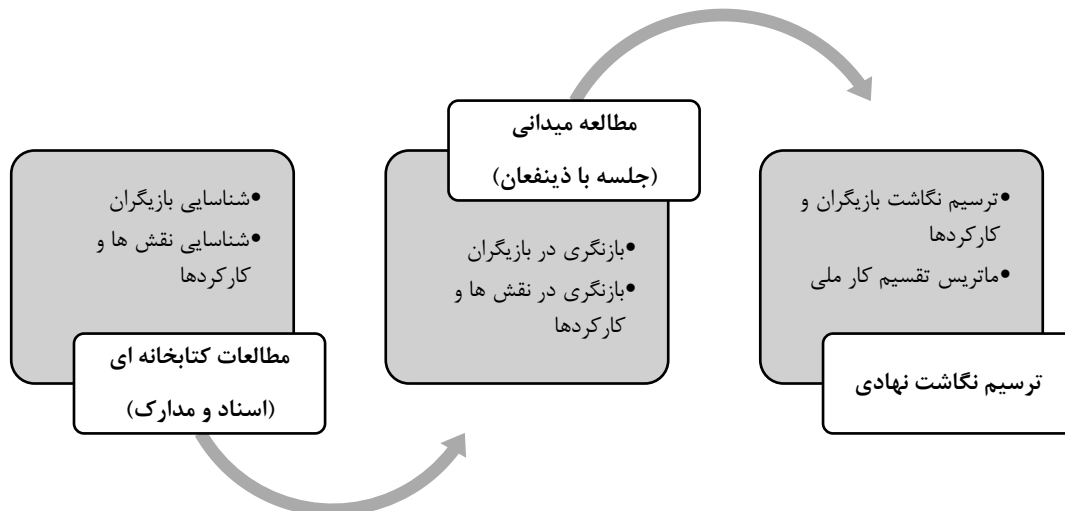 •شناسایی بازیگران
•شناسایی نقش ها و
کارکردها
مطالعات کتابخانه ای
(اسناد و مدارک)
مطالعه میدانی
(جلسه با ذینفعان)
•بازنگری در بازیگران
•بازنگری در نقش ها و
کارکردها
•ترسیم نگاشت بازیگران و
کارکردها
•ماتریس تقسیم کار ملی
ترسیم نگاشت نهادی